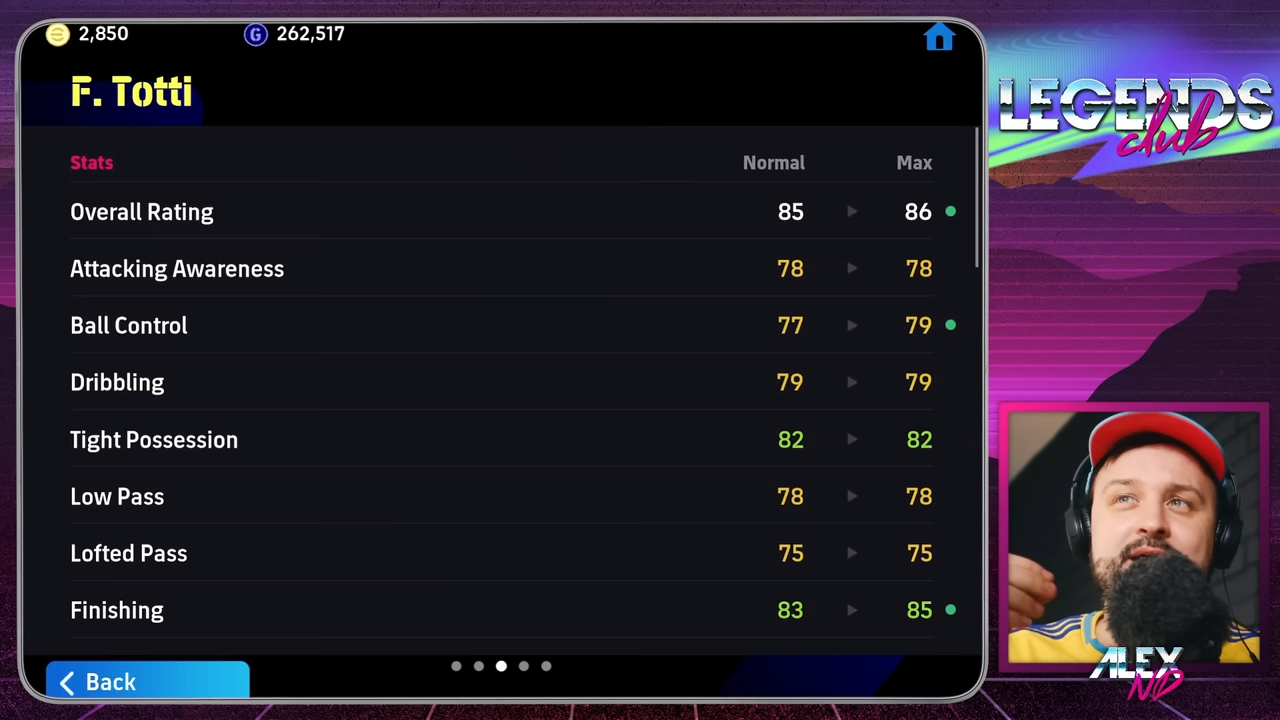 2,850
G 262,517
F. Totti
Stats Normal Max
Overall Rating 85 86
Attacking Awareness 78 78
Ball Control 77 79
Dribbling 79 79
Tight Possession 82 82
Low Pass 78 78
Lofted Pass 75 75
Finishing 83 85
Back
LEGENDS
club
ALEX
ND